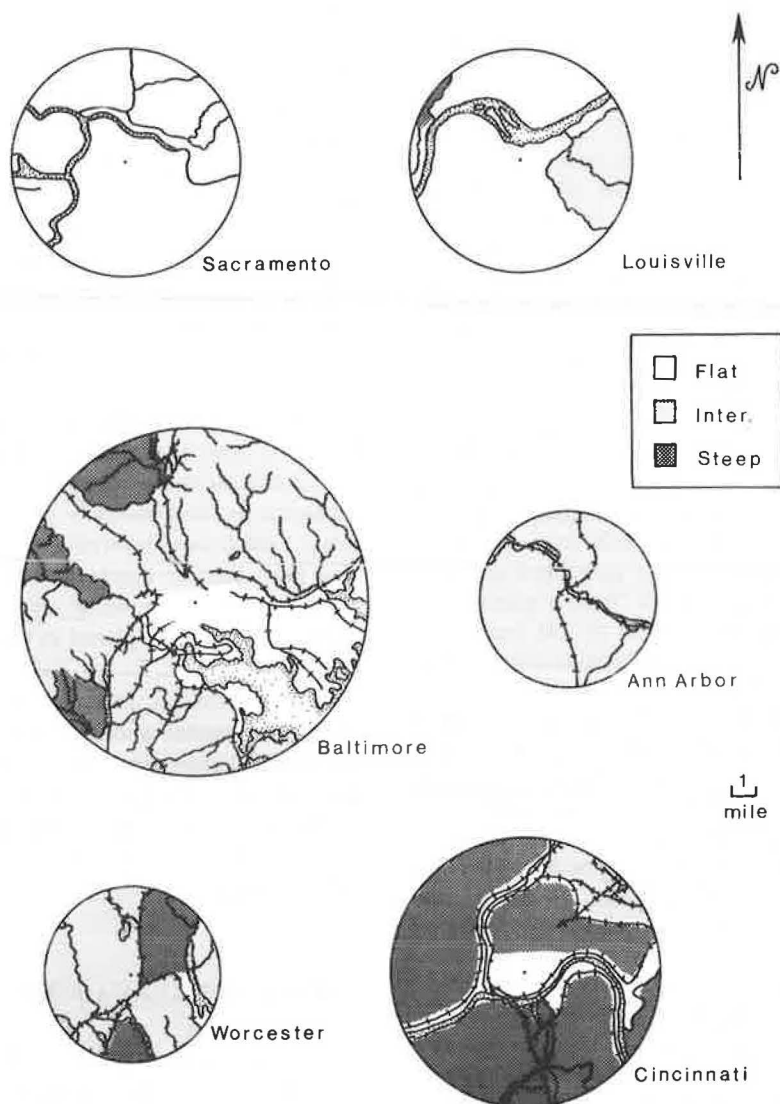 N
Sacramento
Louisville
Flat
Inter.
Steep
Baltimore
Ann Arbor
1
mile
Worcester
Cincinnati